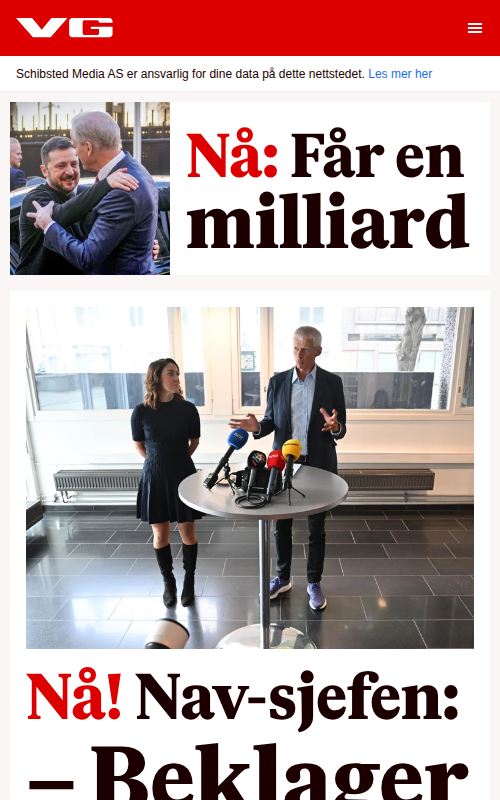 VG
Schibsted Media AS er ansvarlig for dine data på dette nettstedet. Les mer her
Nå: Får en
milliard
Nå! Nav-sjefen:
– Beklager